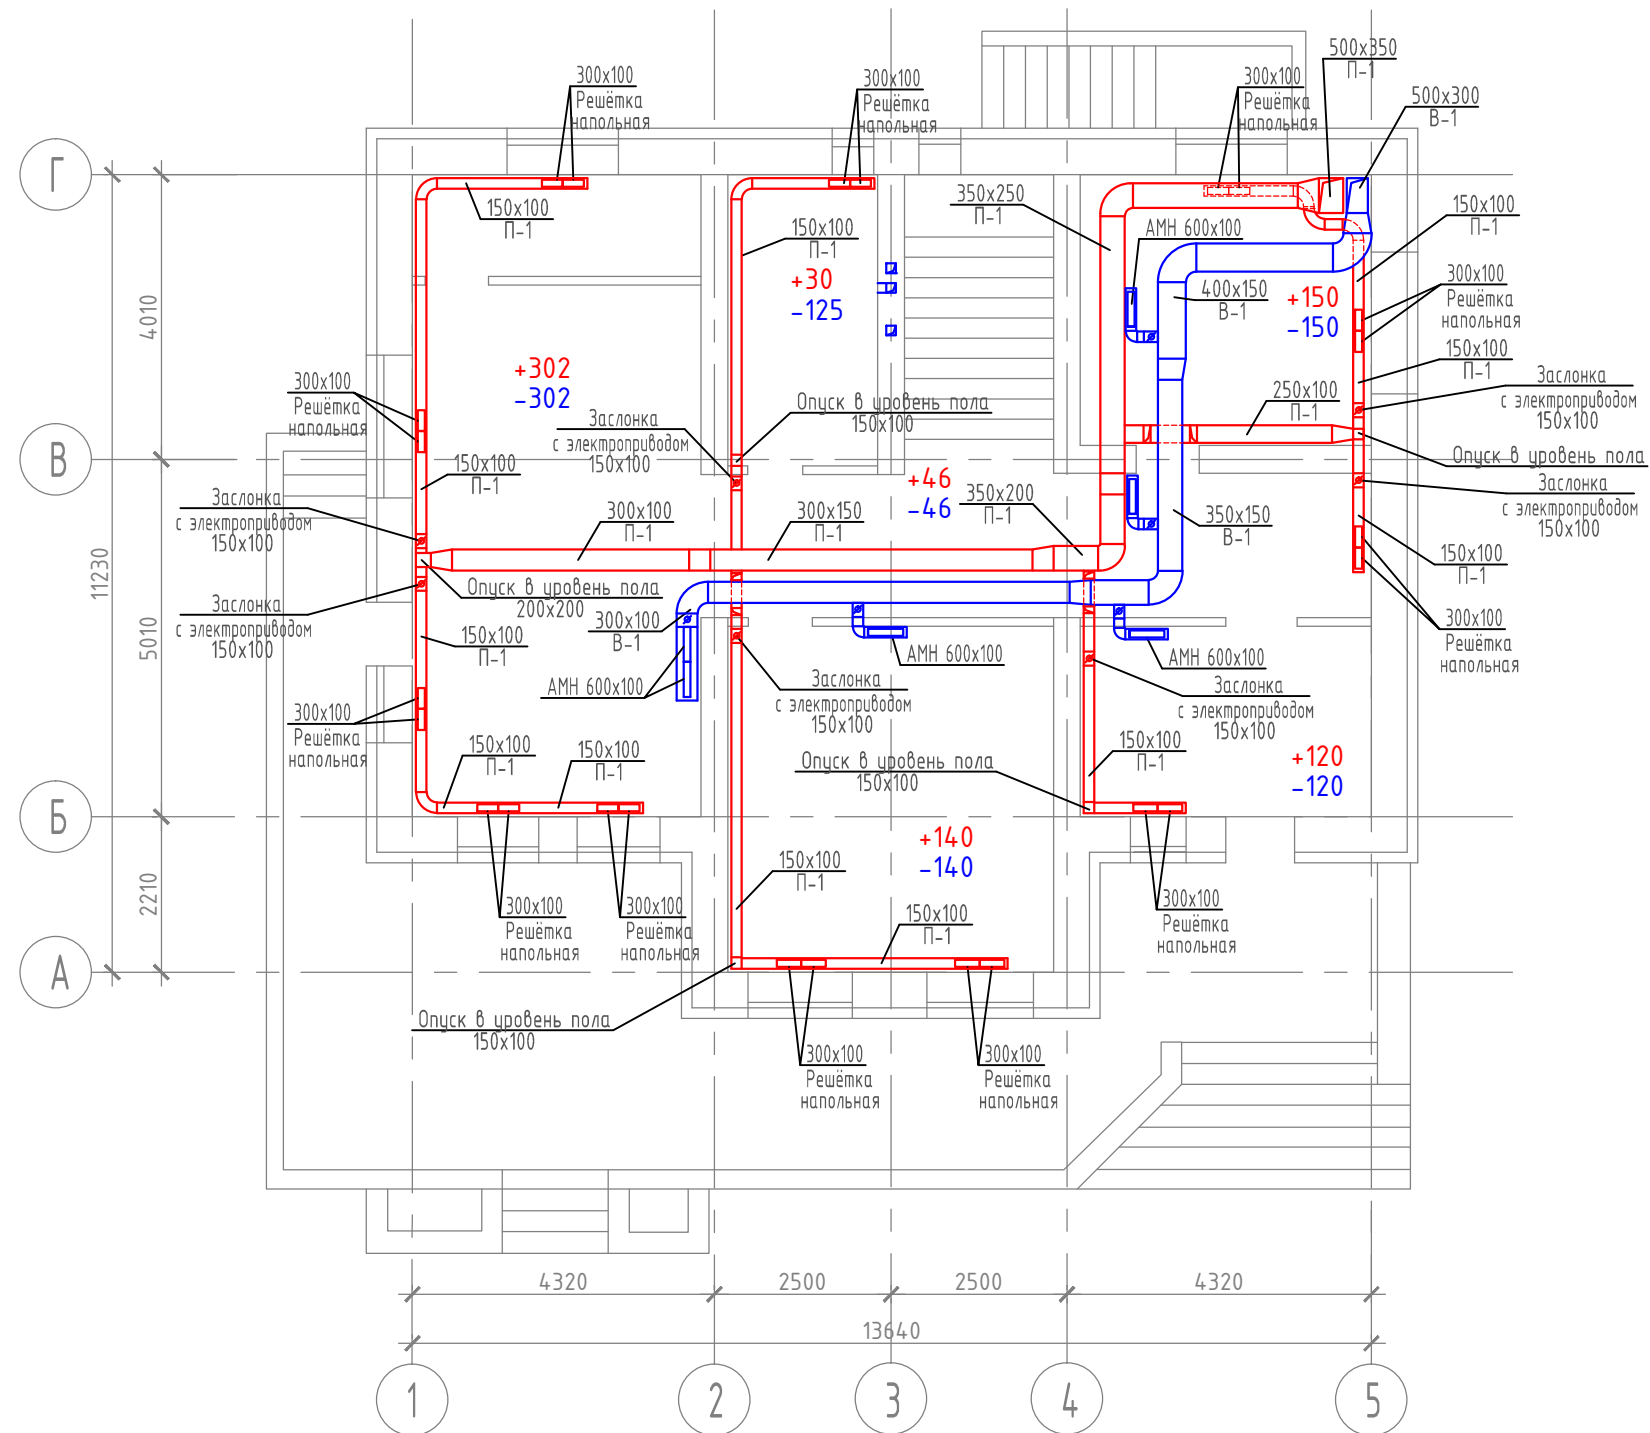 500x350
П-1
300x100
Решётка
напольная
300x100
Решётка
напольная
300x100
Решётка
напольная
500x300
В-1
Г
150x100
П-1
350x250
П-1
150x100
П-1
150x100
П-1
АМН 600x100
+30
-125
400x150
В-1
+150
-150
300x100
Решётка
напольная
4010
150x100
П-1
300x100
Решётка
напольная
+302
-302
Опуск в уровень пола
150x100
Заслонка
с электроприводом
150x100
250x100
П-1
Заслонка
с электроприводом
150x100
В
150x100
П-1
+46
-46
350x200
П-1
Опуск в уровень пола
Заслонка
с электроприводом
150x100
Заслонка
с электроприводом
150x100
300x100
П-1
300x150
П-1
350x150
В-1
150x100
П-1
11230
Опуск в уровень пола
200x200
Заслонка
с электроприводом
150x100
300x100
В-1
5010
150x100
П-1
АМН 600x100
АМН 600x100
АМН 600x100
300x100
Решётка
напольная
Заслонка
с электроприводом
150x100
Заслонка
с электроприводом
150x100
300x100
Решётка
напольная
150x100
П-1
150x100
П-1
150x100
П-1
Опуск в уровень пола
150x100
+120
-120
Б
+140
-140
150x100
П-1
2210
300x100
Решётка
напольная
300x100
Решётка
напольная
150x100
П-1
300x100
Решётка
напольная
А
Опуск в уровень пола
150x100
300x100
Решётка
напольная
300x100
Решётка
напольная
4320
2500
2500
4320
13640
1
2
3
4
5